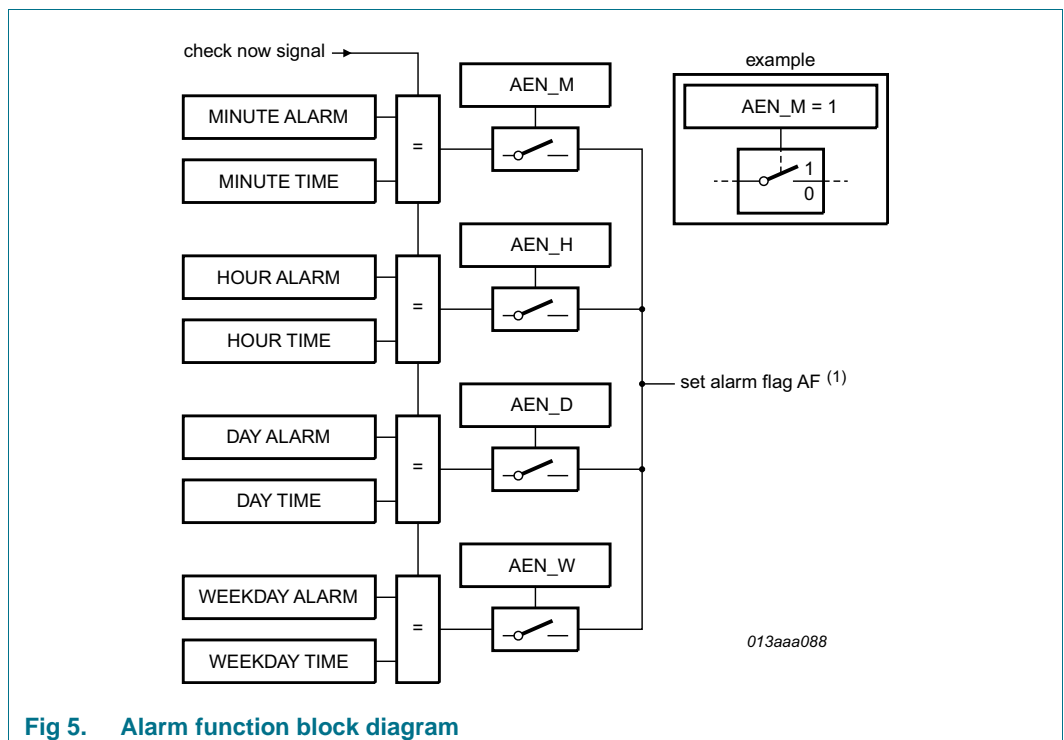 check now signal
example
AEN_M
AEN_M = 1
MINUTE ALARM
=
1
MINUTE TIME
0
AEN_H
HOUR ALARM
=
HOUR TIME
set alarm flag AF (1)
AEN_D
DAY ALARM
=
DAY TIME
AEN_W
WEEKDAY ALARM
=
WEEKDAY TIME
013aaa088
Fig 5. Alarm function block diagram